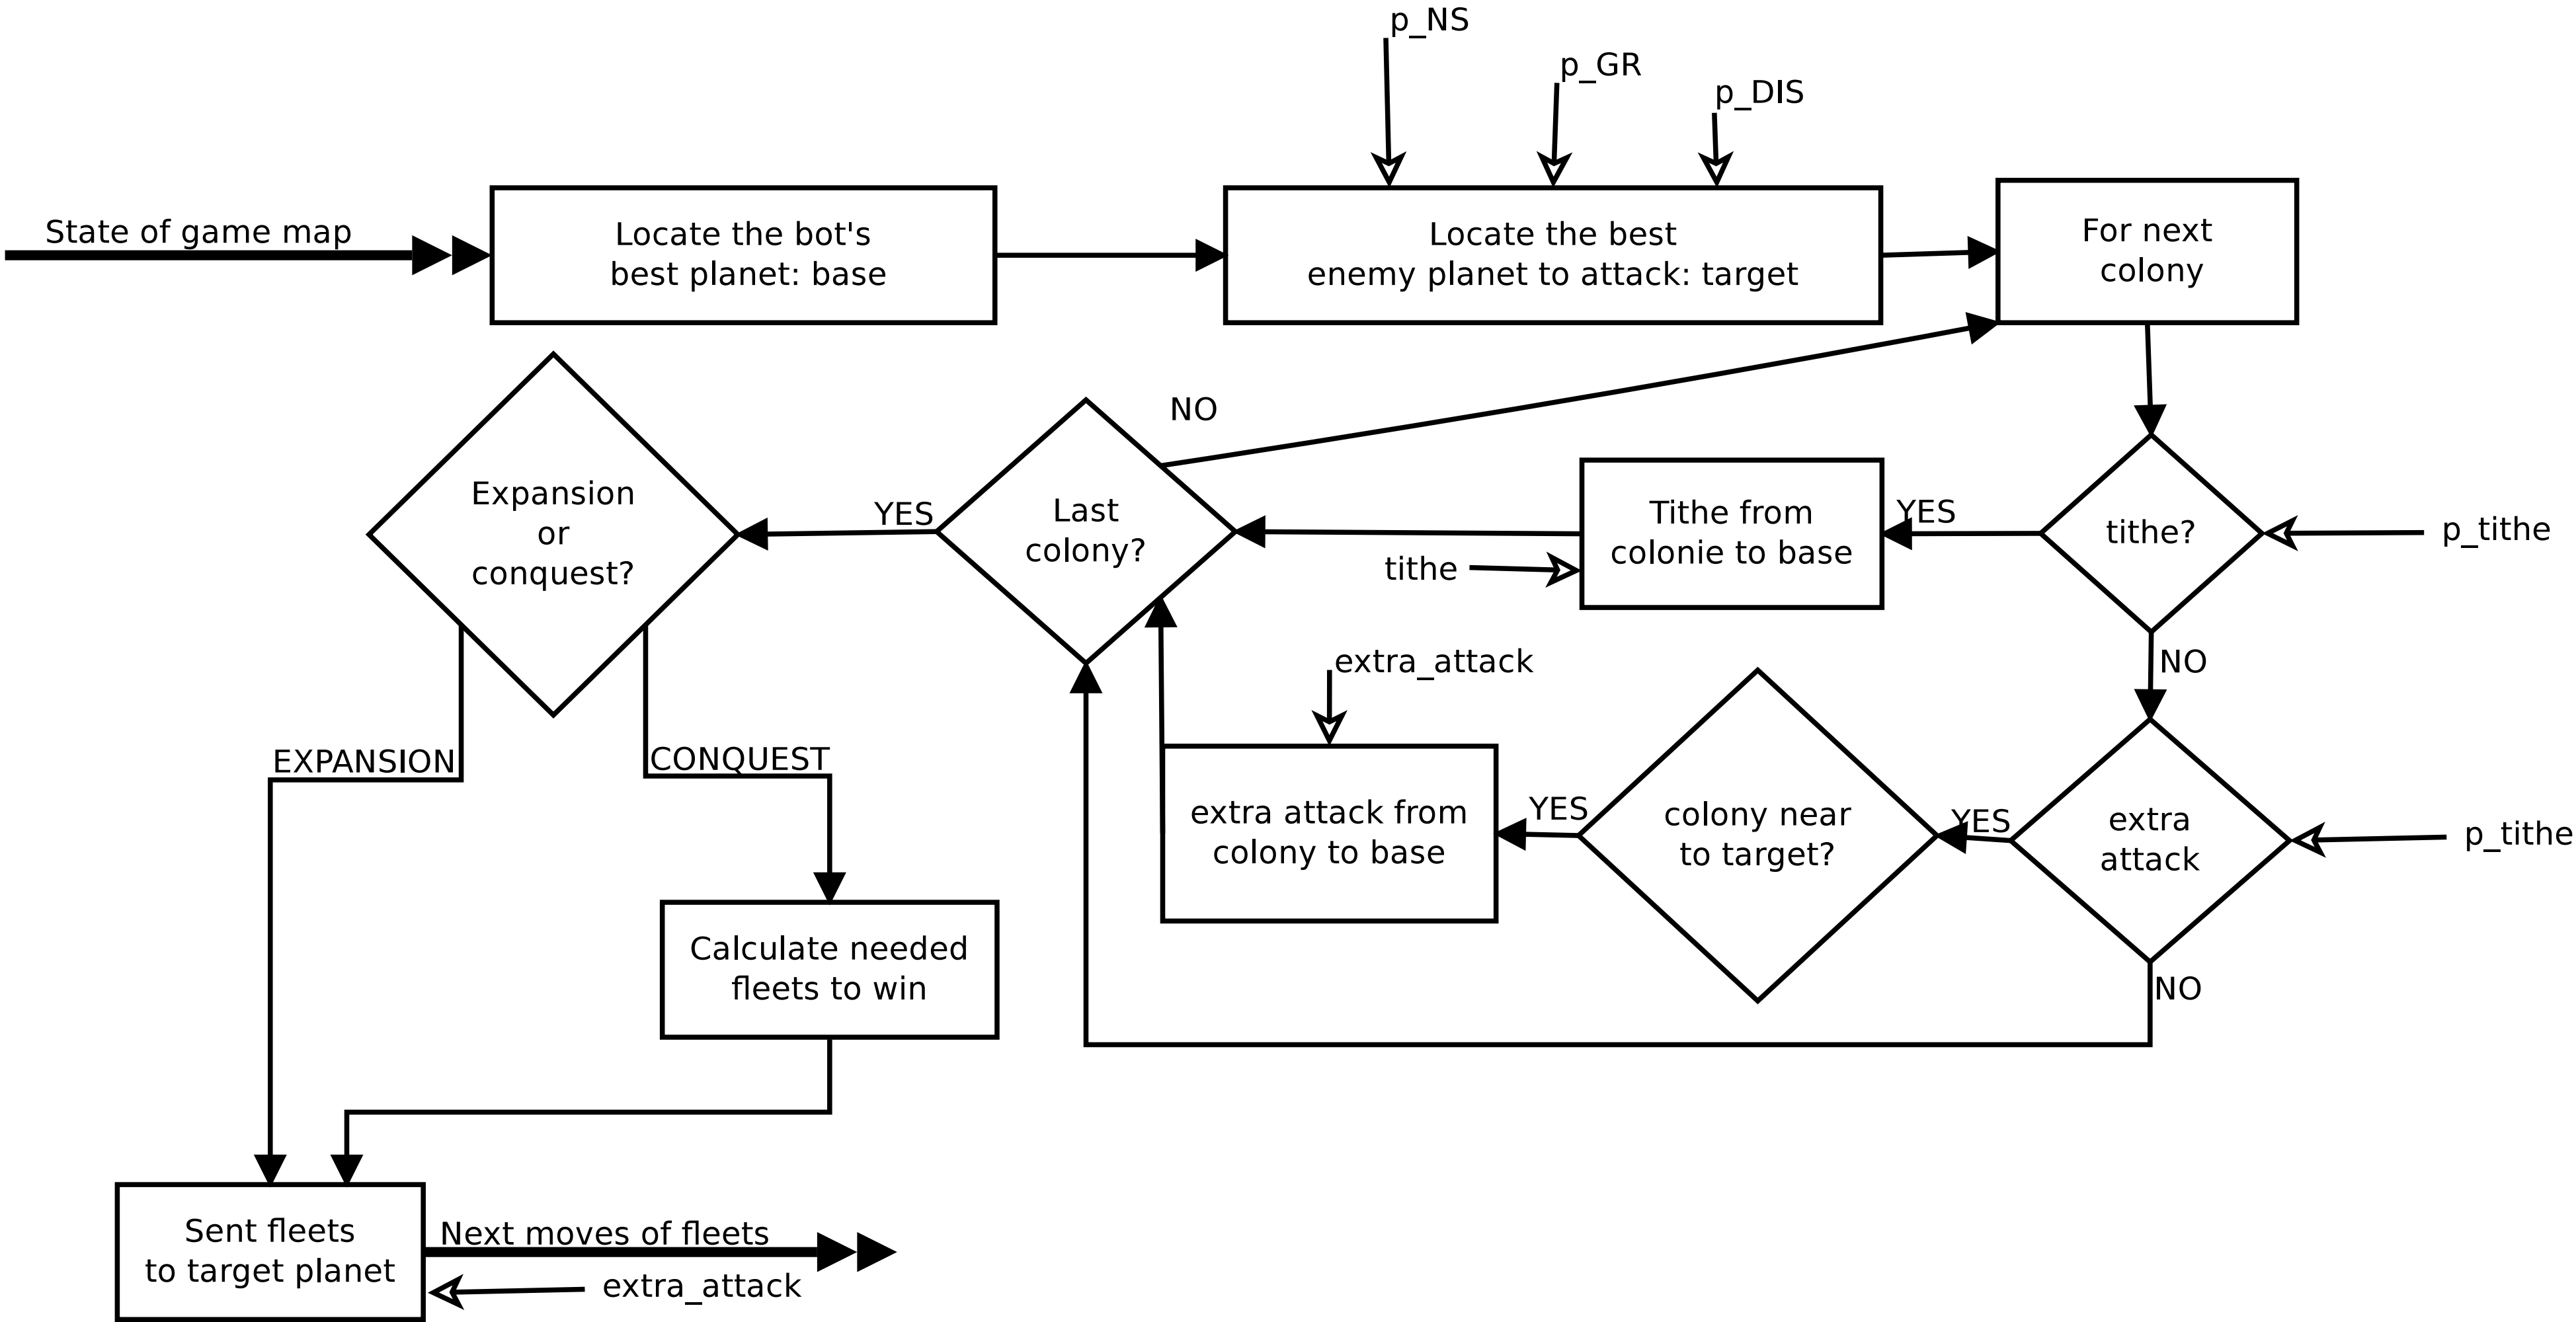 p_NS
p_GR
p_DIS
State of game map
Locate the bot's
best planet: base
Locate the best
enemy planet to attack: target
For next
colony
NO
Expansion
or
conquest?
YES
Last
colony?
Tithe from
colonie to base
YES
tithe?
p_tithe
tithe
NO
extra_attack
EXPANSION
CONQUEST
extra attack from
colony to base
YES
colony near
to target?
YES
extra
attack
p_tithe
NO
Calculate needed
fleets to win
Sent fleets
to target planet
Next moves of fleets
extra_attack